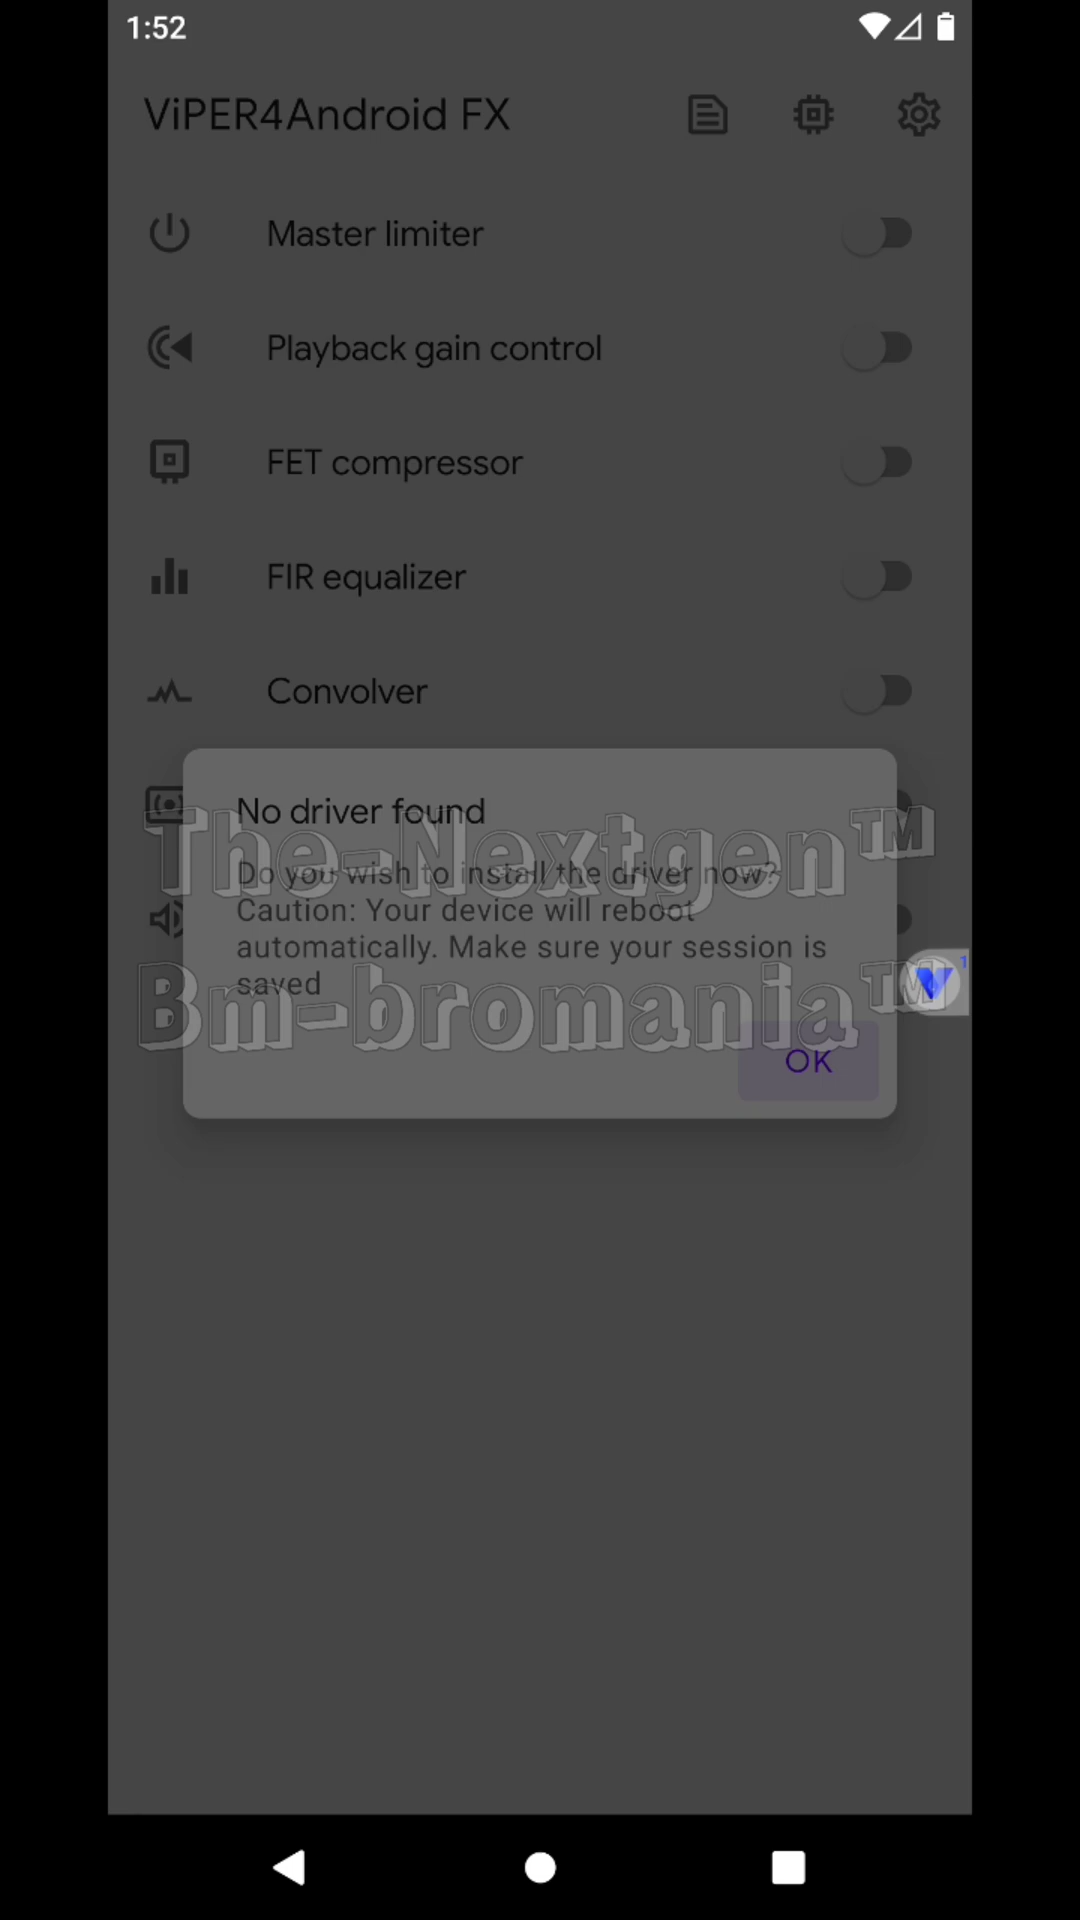 1:52
ViPER4Android FX
Master limiter
Playback gain control
FET compressor
FIR equalizer
Convolver
No driver found
The-Nextgen™
Do you wish to install the driver now?
Caution: Your device will reboot
automatically. Make sure your session is
saved
Bm-bromania™
1
OK